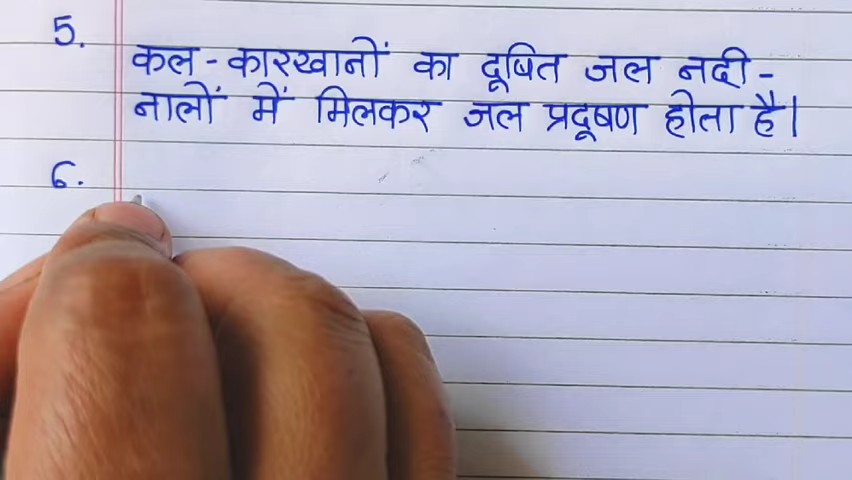 5. कल-कारखानों का दूषित जल नदी-
नालों में मिलकर जल प्रदूषण होता है।
6.